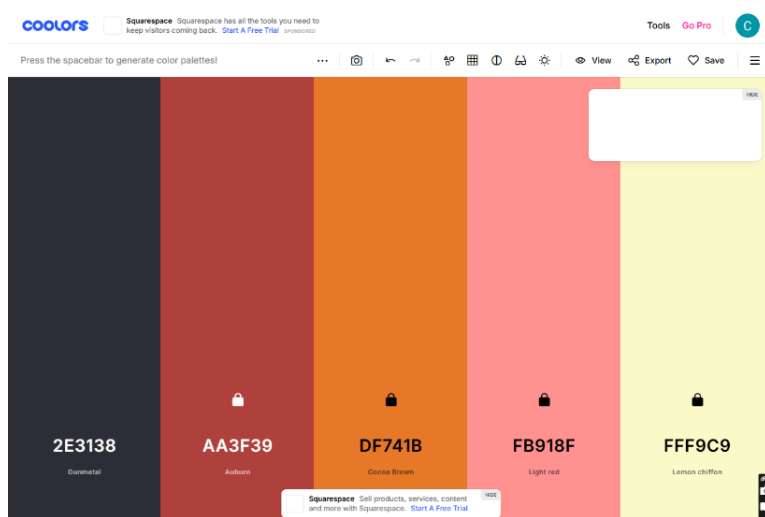 coolors
Squarespace Squarespace has all the tools you need to
keep visitors coming back. Start A Free Trial SPONSORED
Tools
Go Pro
C
Press the spacebar to generate color palettes!
View
Export
Save
HIDE
2E3138
Gunmetal
AA3F39
Auburn
DF741B
Cocoa Brown
FB918F
Light red
FFF9C9
Lemon chiffon
Squarespace Sell products, services, content
and more with Squarespace. Start A Free Trial
HIDE